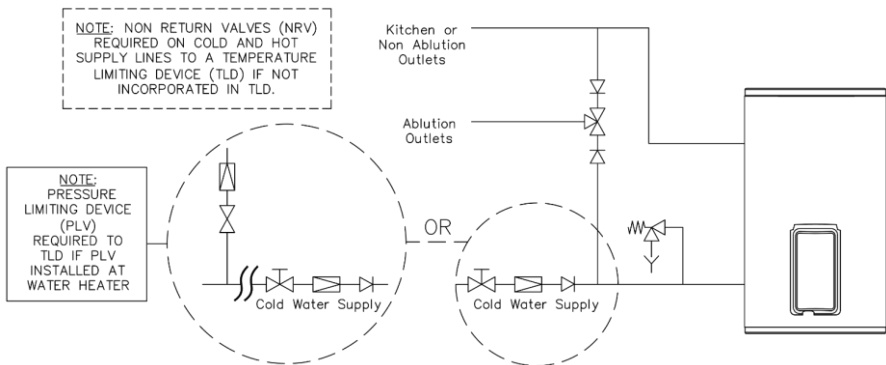 NOTE: NON RETURN VALVES (NRV)
REQUIRED ON COLD AND HOT
SUPPLY LINES TO A TEMPERATURE
LIMITING DEVICE (TLD) IF NOT
INCORPORATED IN TLD.
Kitchen or
Non Ablution
Outlets
Ablution
Outlets
NOTE:
PRESSURE
LIMITING DEVICE
(PLV)
REQUIRED TO
TLD IF PLV
INSTALLED AT
WATER HEATER
OR
Cold Water Supply
Cold Water Supply